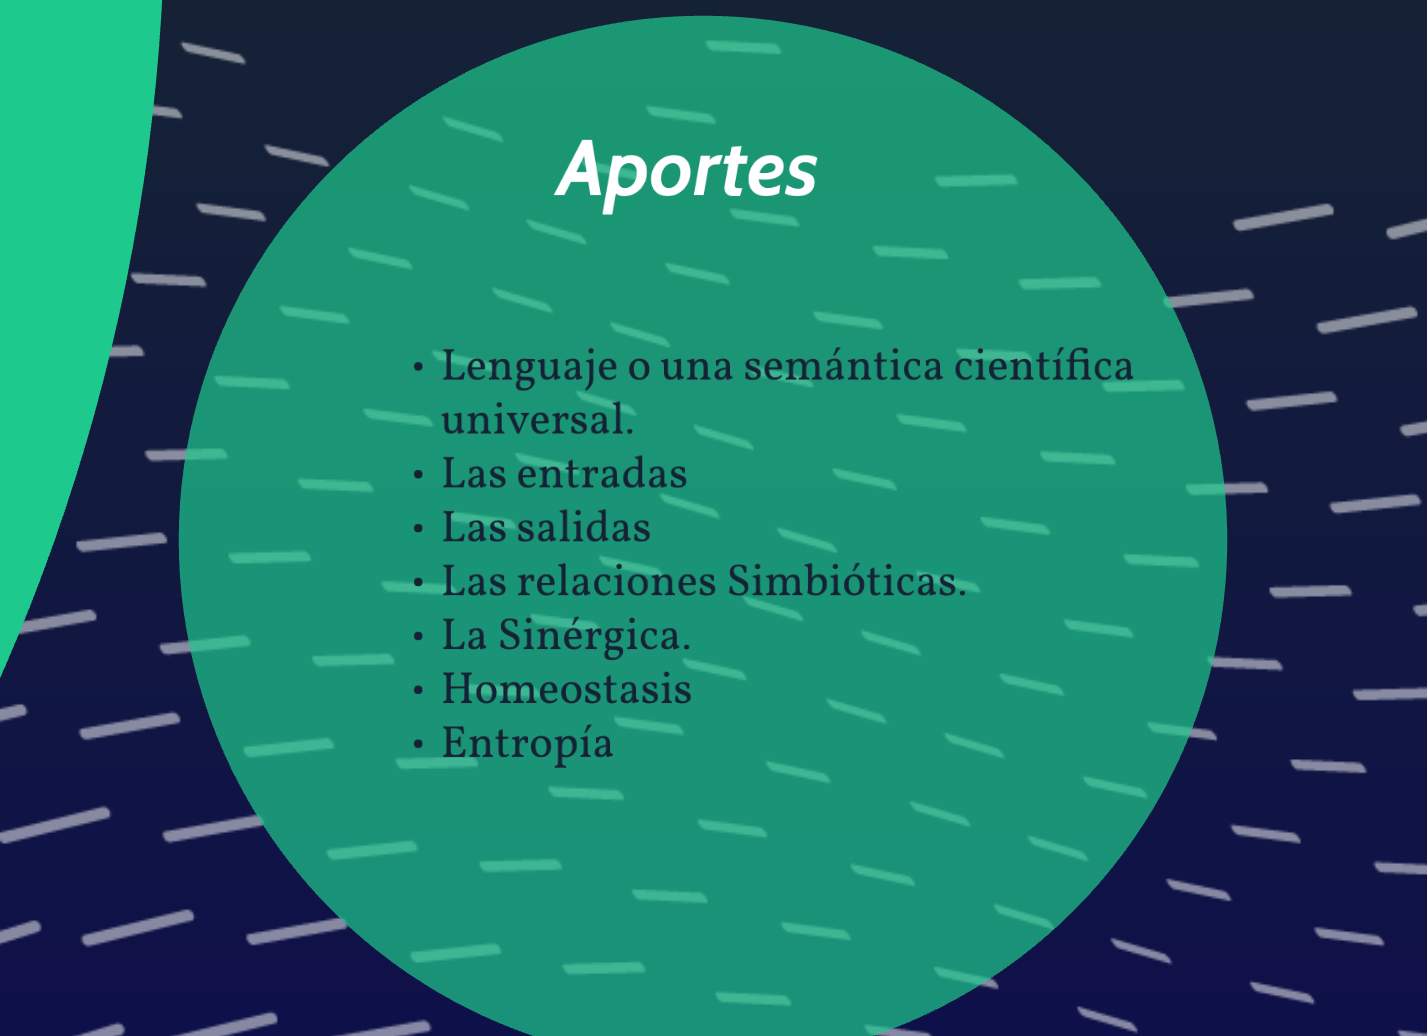 Aportes
• Lenguaje o una semántica científica
universal.
• Las entradas
• Las salidas
• Las relaciones Simbióticas.
• La Sinérgica.
• Homeostasis
• Entropía